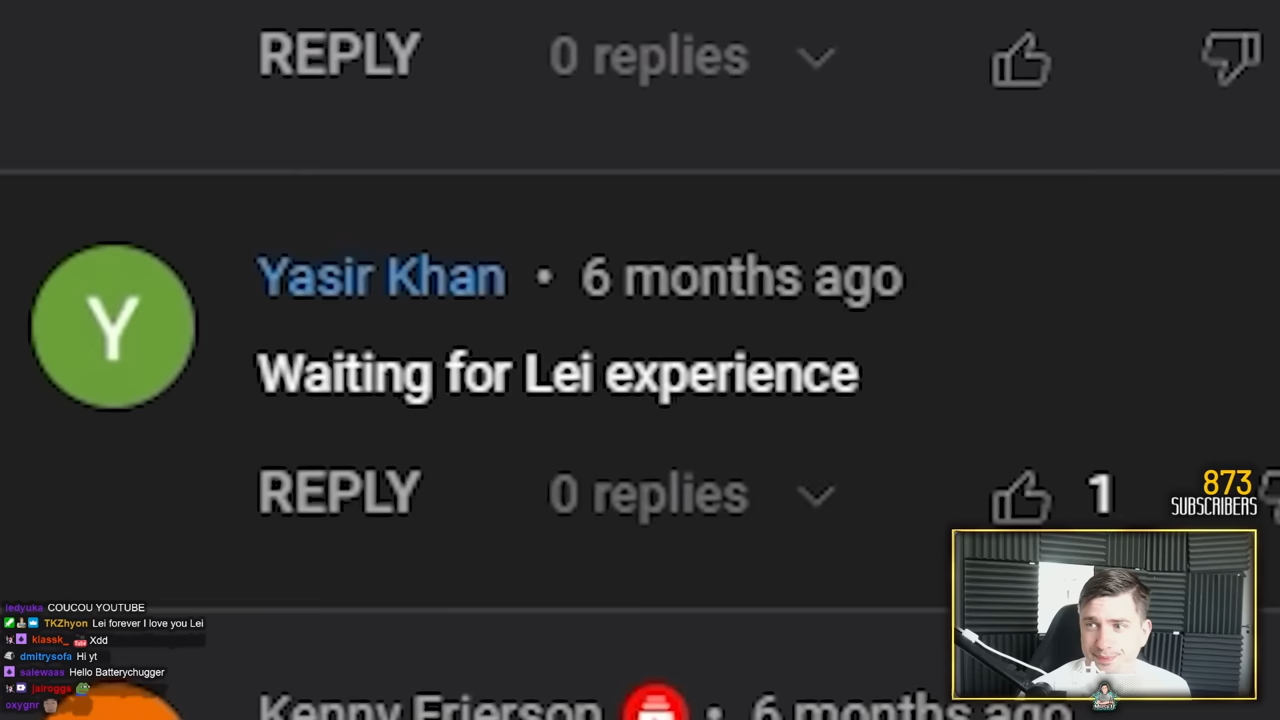 REPLY 0 replies
Yasir Khan • 6 months ago
Y
Waiting for Lei experience
REPLY 0 replies 1
873
SUBSCRIBERS
ledyuka COUCOU YOUTUBE
TKZhyon Lei forever I love you Lei
klassk_ Xdd
dmitrysofa Hi yt
salewaas Hello Batterychugger
jairoggs
oxygnr
Kenny Frierson • 6 months ago